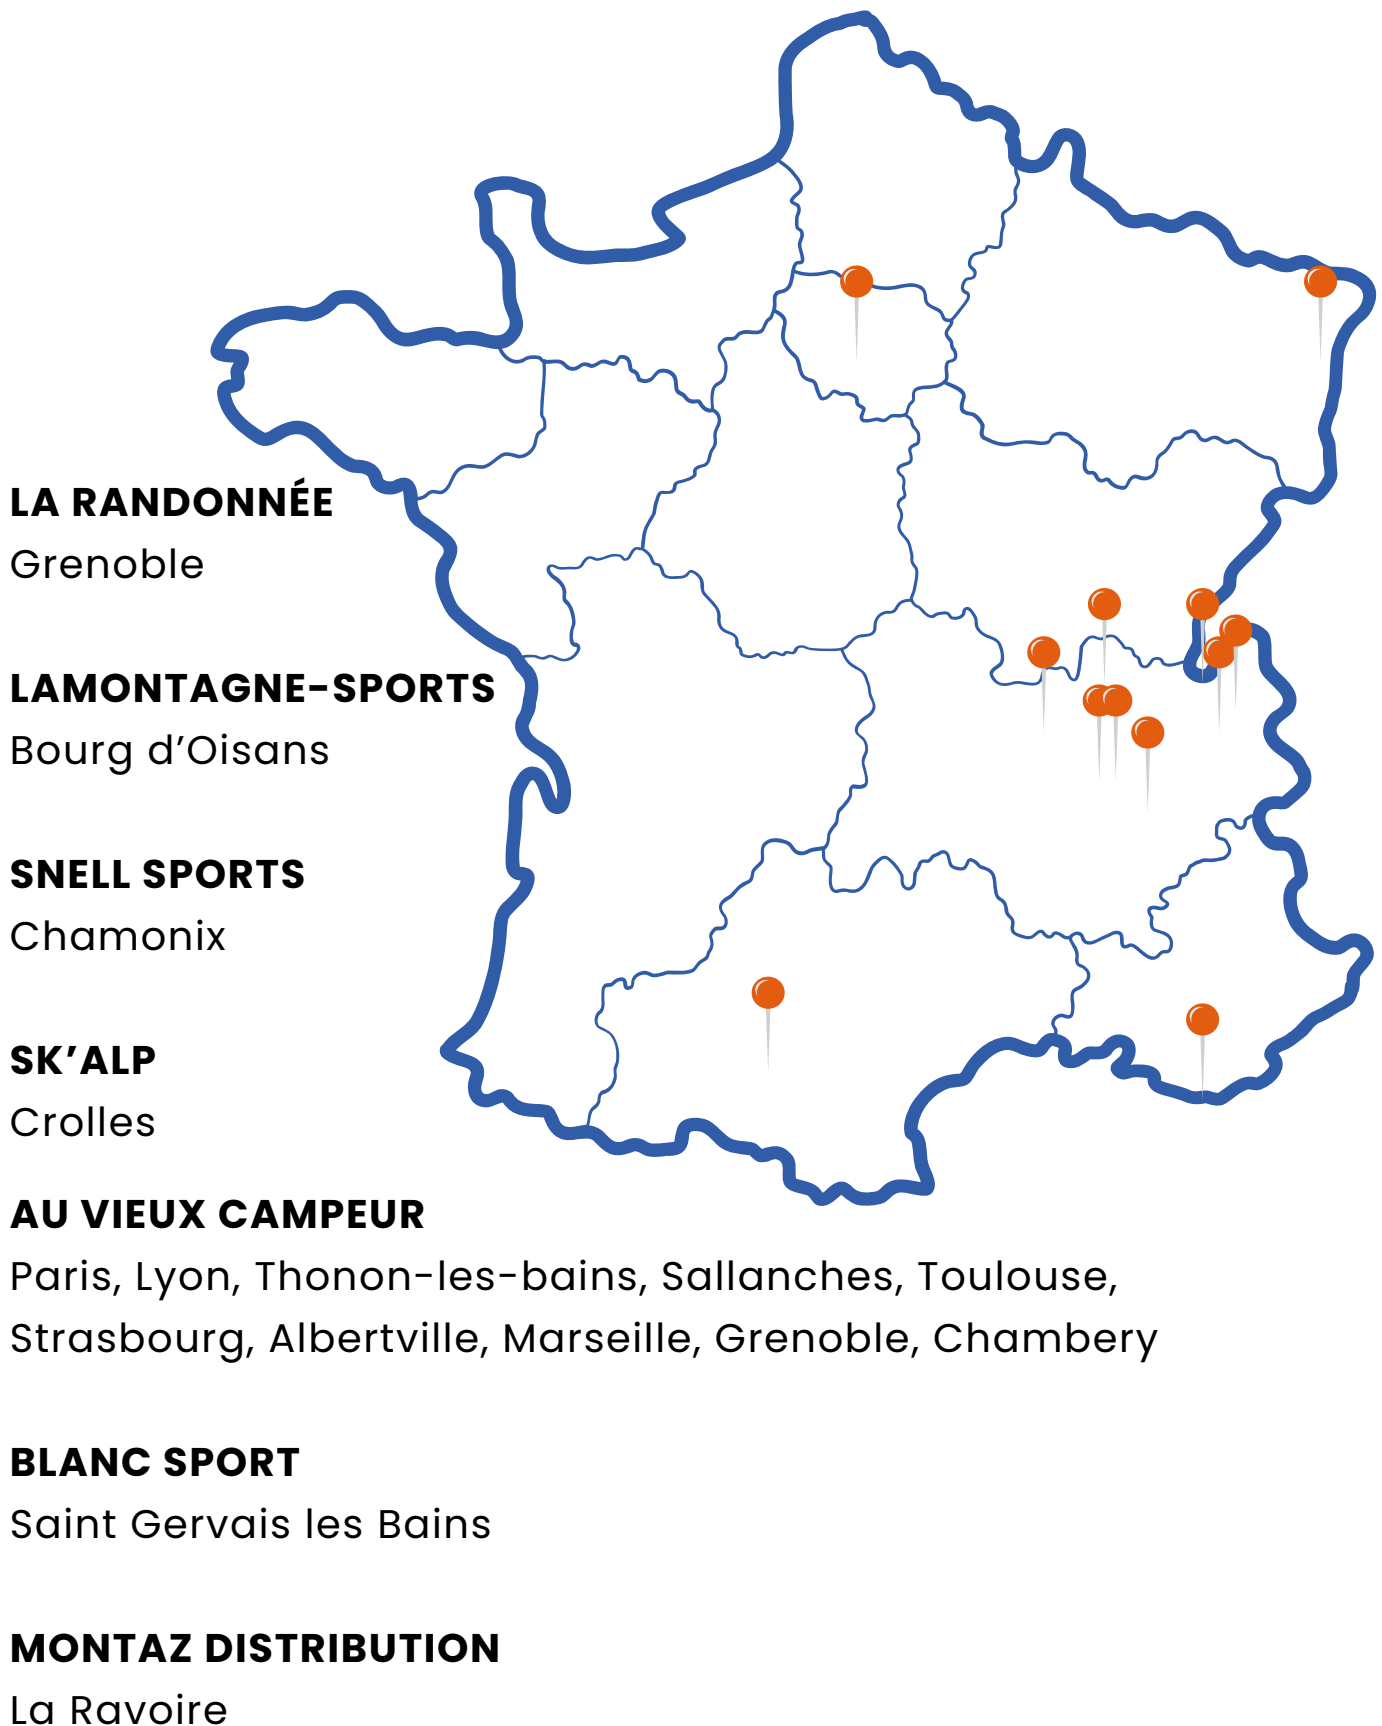 LA RANDONNÉE
Grenoble
LAMONTAGNE-SPORTS
Bourg d’Oisans
SNELL SPORTS
Chamonix
SK’ALP
Crolles
AU VIEUX CAMPEUR
Paris, Lyon, Thonon-les-bains, Sallanches, Toulouse,
Strasbourg, Albertville, Marseille, Grenoble, Chambery
BLANC SPORT
Saint Gervais les Bains
MONTAZ DISTRIBUTION
La Ravoire